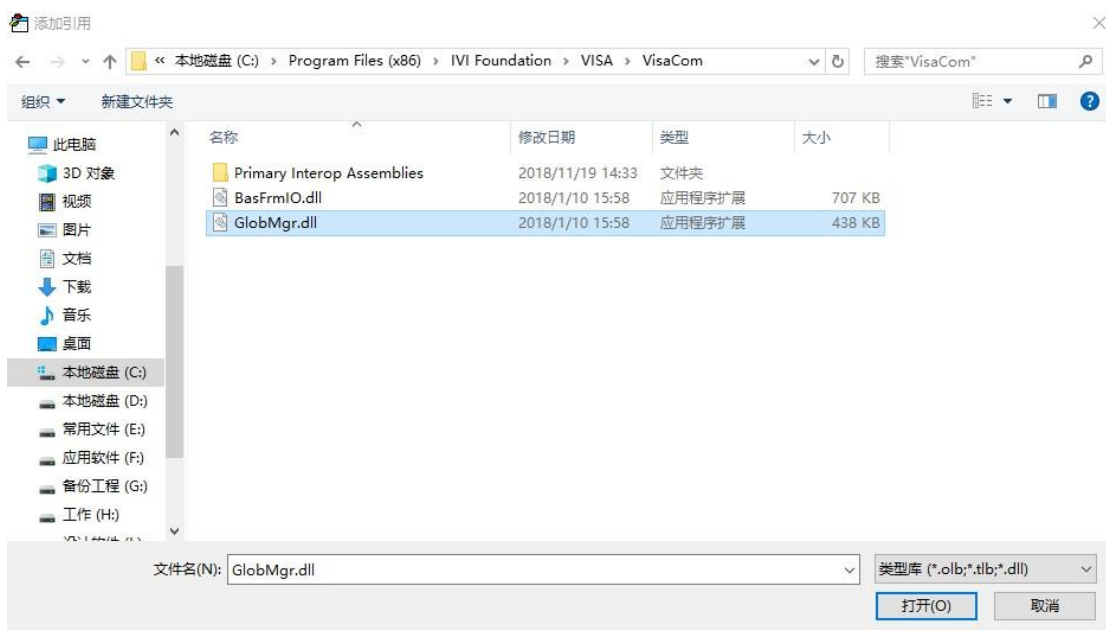 添加引用
« 本地磁盘 (C:) › Program Files (x86) › IVI Foundation › VISA › VisaCom
搜索"VisaCom"
组织 新建文件夹
名称 修改日期 类型 大小
Primary Interop Assemblies 2018/11/19 14:33 文件夹
BasFrmIO.dll 2018/1/10 15:58 应用程序扩展 707 KB
GlobMgr.dll 2018/1/10 15:58 应用程序扩展 438 KB
此电脑
3D 对象
视频
图片
文档
下载
音乐
桌面
本地磁盘 (C:)
本地磁盘 (D:)
常用文件 (E:)
应用软件 (F:)
备份工程 (G:)
工作 (H:)
文件名(N): GlobMgr.dll
类型库 (*.olb;*.tlb;*.dll)
打开(O) 取消